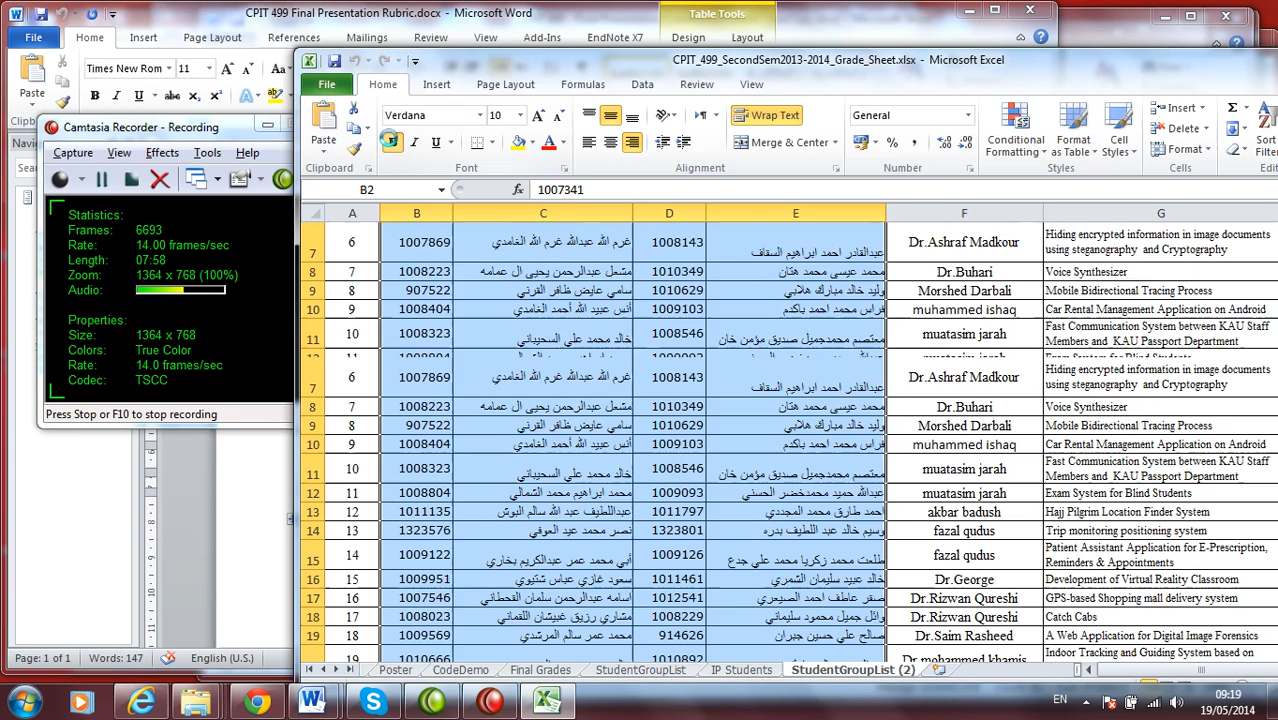 CPIT 499 Final Presentation Rubric.docx - Microsoft Word
Table Tools
File Home Insert Page Layout References Mailings Review View Add-Ins EndNote X7 Design Layout
Times New Rom 11
Paste
Camtasia Recorder - Recording
Capture View Effects Tools Help
Statistics:
Frames: 6693
Rate: 14.00 frames/sec
Length: 07:58
Zoom: 1364 x 768 (100%)
Audio:
Properties:
Size: 1364 x 768
Colors: True Color
Rate: 14.0 frames/sec
Codec: TSCC
Press Stop or F10 to stop recording
Page: 1 of 1 Words: 147 English (U.S.)
CPIT_499_SecondSem2013-2014_Grade_Sheet.xlsx - Microsoft Excel
File Home Insert Page Layout Formulas Data Review View
Verdana 10 Wrap Text General Insert
Paste Merge & Center Conditional Formatting Format as Table Cell Styles Delete
Format
Clipboard Font Alignment Number Styles Cells
B2 fx 1007341
A B C D E F G
7 6 1007869 غرم الله عبدالله غرم الله الغامدي 1008143 عبدالقادر احمد ابراهيم السقاف Dr.Ashraf Madkour Hiding encrypted information in image documents using steganography and Cryptography
8 7 1008223 مشعل عبدالرحمن يحيى ال عمامه 1010349 محمد عيسى محمد هتان Dr.Buhari Voice Synthesizer
9 8 907522 سامي عايض ظافر القرني 1010629 وليد خالد مبارك هلابي Morshed Darbali Mobile Bidirectional Tracing Process
10 9 1008404 أنس عبيد الله أحمد الغامدي 1009103 فراس محمد احمد باكدم muhammed ishaq Car Rental Management Application on Android
11 10 1008323 خالد محمد علي السحيباني 1008546 معتصم محمدجميل صديق مؤمن خان muatasim jarah Fast Communication System between KAU Staff Members and KAU Passport Department
7 6 1007869 غرم الله عبدالله غرم الله الغامدي 1008143 عبدالقادر احمد ابراهيم السقاف Dr.Ashraf Madkour Hiding encrypted information in image documents using steganography and Cryptography
8 7 1008223 مشعل عبدالرحمن يحيى ال عمامه 1010349 محمد عيسى محمد هتان Dr.Buhari Voice Synthesizer
9 8 907522 سامي عايض ظافر القرني 1010629 وليد خالد مبارك هلابي Morshed Darbali Mobile Bidirectional Tracing Process
10 9 1008404 أنس عبيد الله أحمد الغامدي 1009103 فراس محمد احمد باكدم muhammed ishaq Car Rental Management Application on Android
11 10 1008323 خالد محمد علي السحيباني 1008546 معتصم محمدجميل صديق مؤمن خان muatasim jarah Fast Communication System between KAU Staff Members and KAU Passport Department
12 11 1008804 محمد ابراهيم محمد الشمالي 1009093 عبدالله حميد محمدخضر الحسني muatasim jarah Exam System for Blind Students
13 12 1011135 عبداللطيف عبد الله سالم البوش 1011797 احمد طارق محمد المجددي akbar badush Hajj Pilgrim Location Finder System
14 13 1323576 نصر محمد عيد العوفي 1323801 وسيم خالد عبد اللطيف بدره fazal qudus Trip monitoring positioning system
15 14 1009122 أبي محمد عمر عبدالكريم بخاري 1009126 طلعت محمد زكريا محمد علي جدع fazal qudus Patient Assistant Application for E-Prescription, Reminders & Appointments
16 15 1009951 سعود غازي عباس شتيوي 1011461 خالد عبيد سليمان الشمري Dr.George Development of Virtual Reality Classroom
17 16 1007546 اسامه عبدالرحمن سلمان القحطاني 1012541 صقر عاطف احمد الصيعري Dr.Rizwan Qureshi GPS-based Shopping mall delivery system
18 17 1008023 مشاري رزيق غبيشان اللقماني 1008229 وائل جميل محمود سليماني Dr.Rizwan Qureshi Catch Cabs
19 18 1009569 محمد عمر سالم المرشدي 914626 صالح علي حسين جبران Dr.Saim Rasheed A Web Application for Digital Image Forensics
19 1010666 1010892 Dr.muhammed khamis Indoor Tracking and Guiding System based on
Poster CodeDemo Final Grades StudentGroupList IP Students StudentGroupList (2)
EN 09:19
19/05/2014